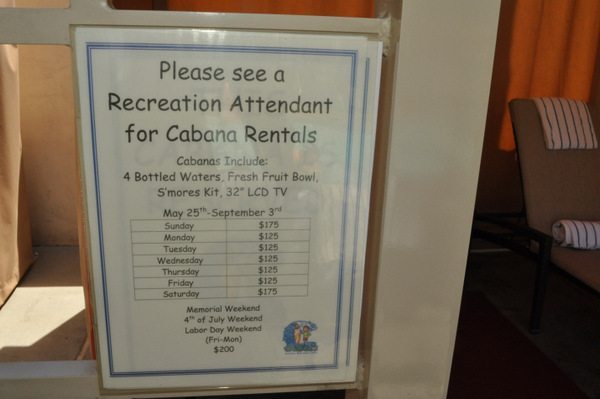 Please see a
Recreation Attendant
for Cabana Rentals
Cabanas Include:
4 Bottled Waters, Fresh Fruit Bowl,
S'mores Kit, 32" LCD TV
May 25th-September 3rd
Sunday $175
Monday $125
Tuesday $125
Wednesday $125
Thursday $125
Friday $125
Saturday $175
Memorial Weekend
4th of July Weekend
Labor Day Weekend
(Fri-Mon)
$200